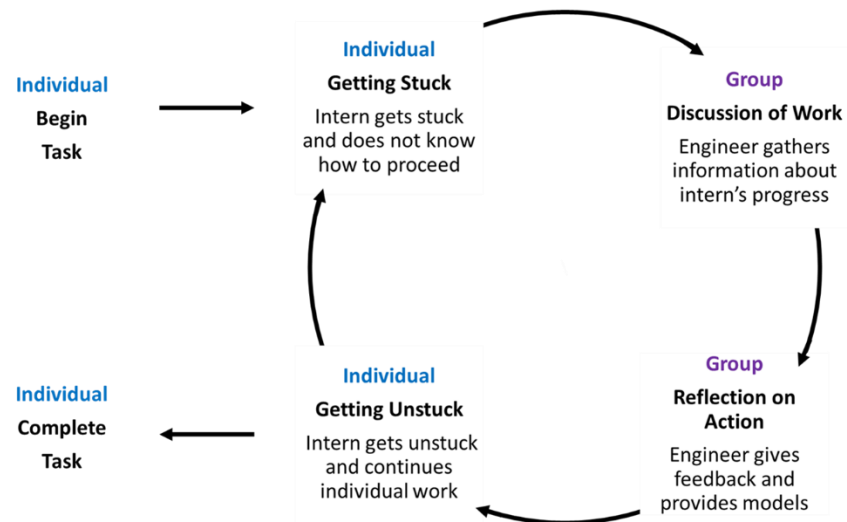 Individual
Begin
Task
Individual
Getting Stuck
Intern gets stuck
and does not know
how to proceed
Group
Discussion of Work
Engineer gathers
information about
intern’s progress
Group
Reflection on
Action
Engineer gives
feedback and
provides models
Individual
Getting Unstuck
Intern gets unstuck
and continues
individual work
Individual
Complete
Task